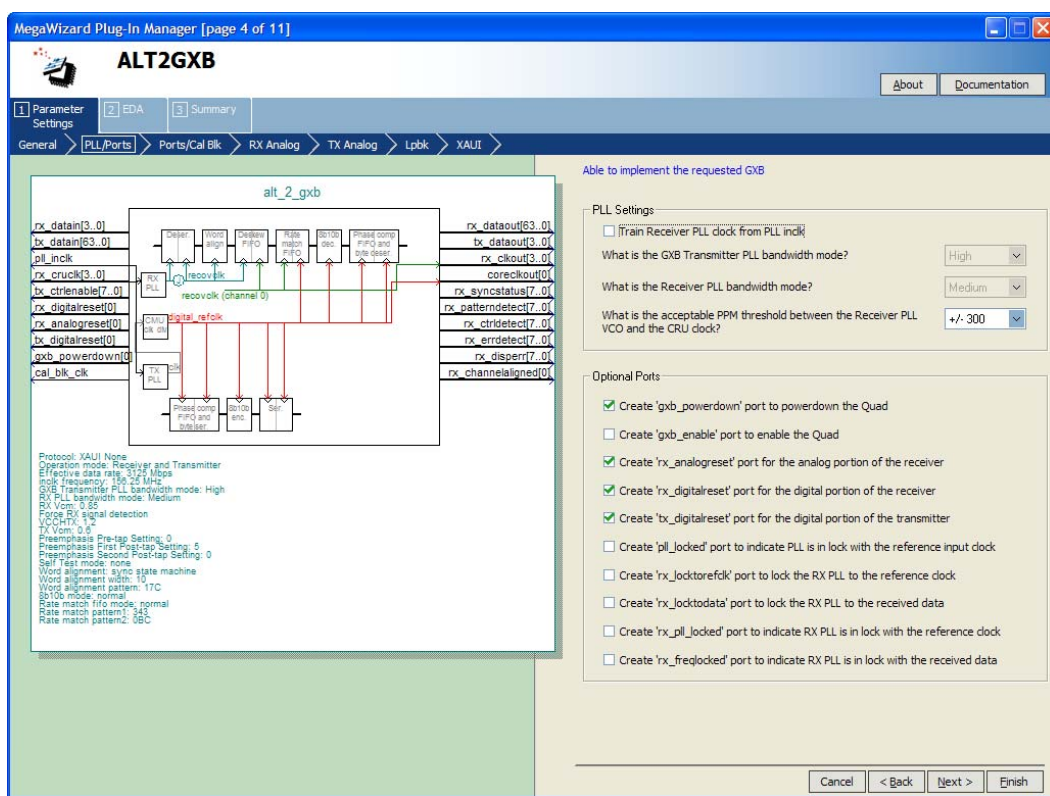 MegaWizard Plug-In Manager [page 4 of 11]
ALT2GXB
About
Documentation
1 Parameter Settings
2 EDA
3 Summary
General
PLL/Ports
Ports/Cal Blk
RX Analog
TX Analog
Lpbk
XAUI
alt_2_gxb
rx_datain[3..0]
tx_datain[63..0]
pll_inclk
rx_cruclk[3..0]
tx_ctrlenable[7..0]
rx_digitalreset[0]
rx_analogreset[0]
tx_digitalreset[0]
gxb_powerdown[0]
cal_blk_clk
Deser.
Word align
Deskew FIFO
Rate match FIFO
8b10b dec.
Phase comp FIFO and byte deser.
RX PLL
2
recovclk
recovclk (channel 0)
CMU clk div
digital_refclk
TX PLL
clk
Phase comp FIFO and byte ser.
8b10b enc.
Ser.
rx_dataout[63..0]
tx_dataout[3..0]
rx_clkout[3..0]
coreclkout[0]
rx_syncstatus[7..0]
rx_patterndetect[7..0]
rx_ctrldetect[7..0]
rx_errdetect[7..0]
rx_disperr[7..0]
rx_channelaligned[0]
Protocol: XAUI None
Operation mode: Receiver and Transmitter
Effective data rate: 3125 Mbps
inclk frequency: 156.25 MHz
GXB Transmitter PLL bandwidth mode: High
RX PLL bandwidth mode: Medium
RX Vcm: 0.85
Force RX signal detection
VCCHTX: 1.2
TX Vcm: 0.6
Preemphasis Pre-tap Setting: 0
Preemphasis First Post-tap Setting: 5
Preemphasis Second Post-tap Setting: 0
Self Test mode: none
Word alignment: sync state machine
Word alignment width: 10
Word alignment pattern: 17C
8b10b mode: normal
Rate match fifo mode: normal
Rate match pattern1: 343
Rate match pattern2: 0BC
Able to implement the requested GXB
PLL Settings
Train Receiver PLL clock from PLL inclk
What is the GXB Transmitter PLL bandwidth mode?
High
What is the Receiver PLL bandwidth mode?
Medium
What is the acceptable PPM threshold between the Receiver PLL
VCO and the CRU clock?
+/- 300
Optional Ports
Create 'gxb_powerdown' port to powerdown the Quad
Create 'gxb_enable' port to enable the Quad
Create 'rx_analogreset' port for the analog portion of the receiver
Create 'rx_digitalreset' port for the digital portion of the receiver
Create 'tx_digitalreset' port for the digital portion of the transmitter
Create 'pll_locked' port to indicate PLL is in lock with the reference input clock
Create 'rx_locktorefclk' port to lock the RX PLL to the reference clock
Create 'rx_locktodata' port to lock the RX PLL to the received data
Create 'rx_pll_locked' port to indicate RX PLL is in lock with the reference clock
Create 'rx_freqlocked' port to indicate RX PLL is in lock with the received data
Cancel
< Back
Next >
Finish